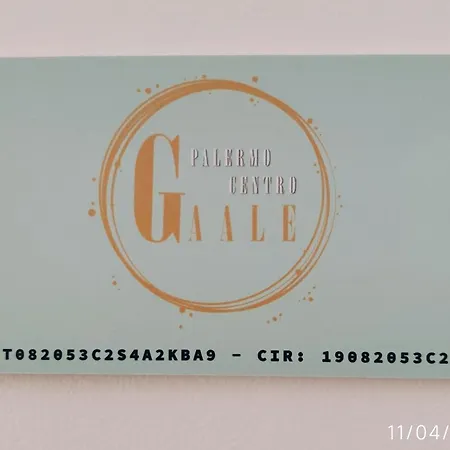 PALERMO
CENTRO
GAALE
T082053C2S4A2KBA9 - CIR: 19082053C2
11/04/